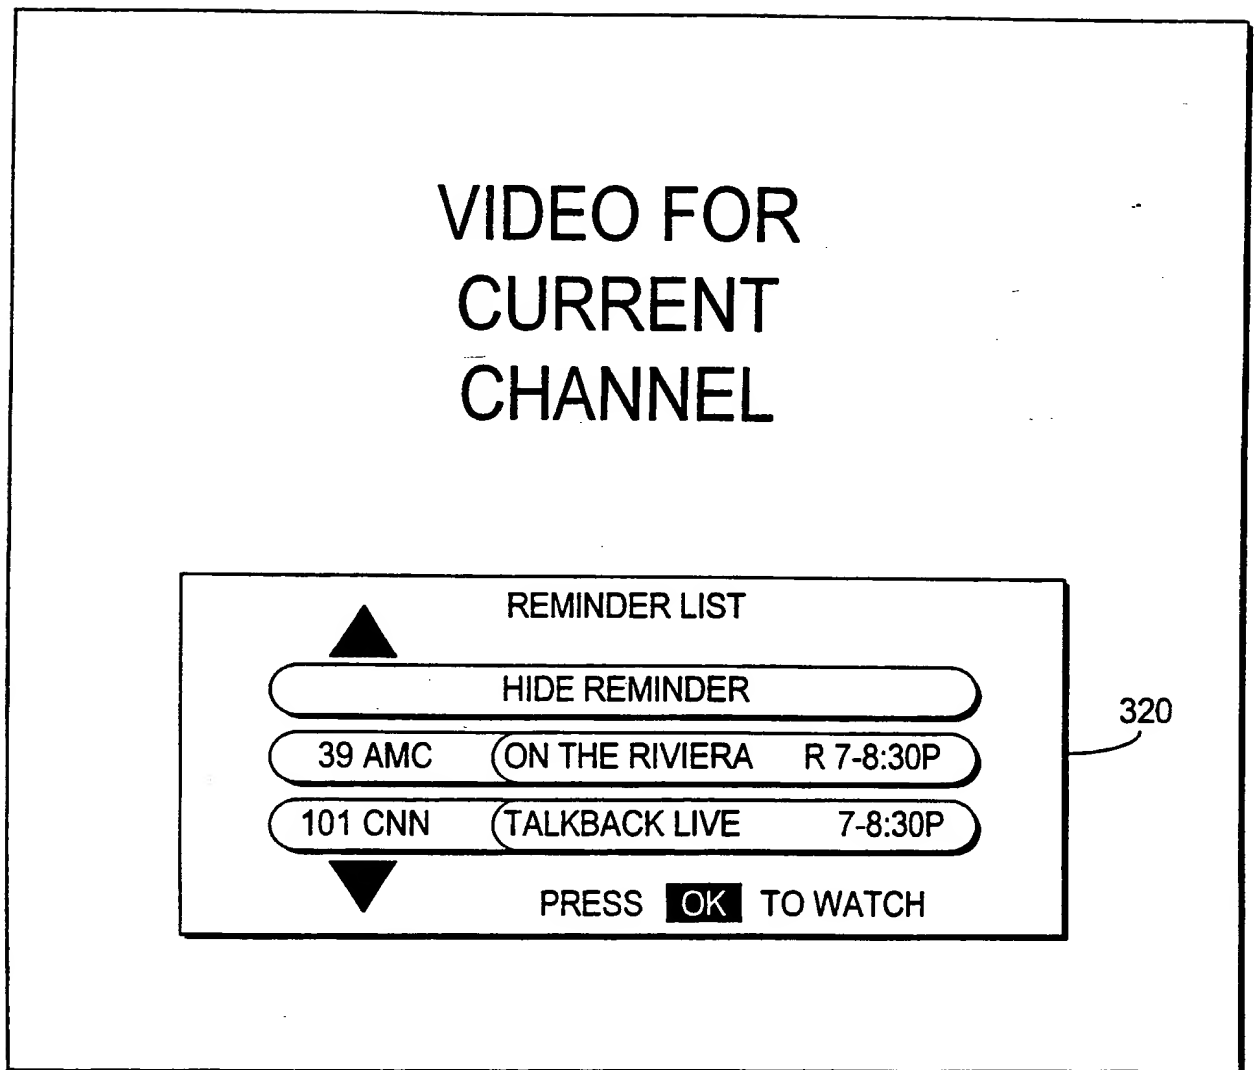 VIDEO FOR
CURRENT
CHANNEL
REMINDER LIST
HIDE REMINDER
39 AMC ON THE RIVIERA R 7-8:30P
101 CNN TALKBACK LIVE 7-8:30P
PRESS OK TO WATCH
320